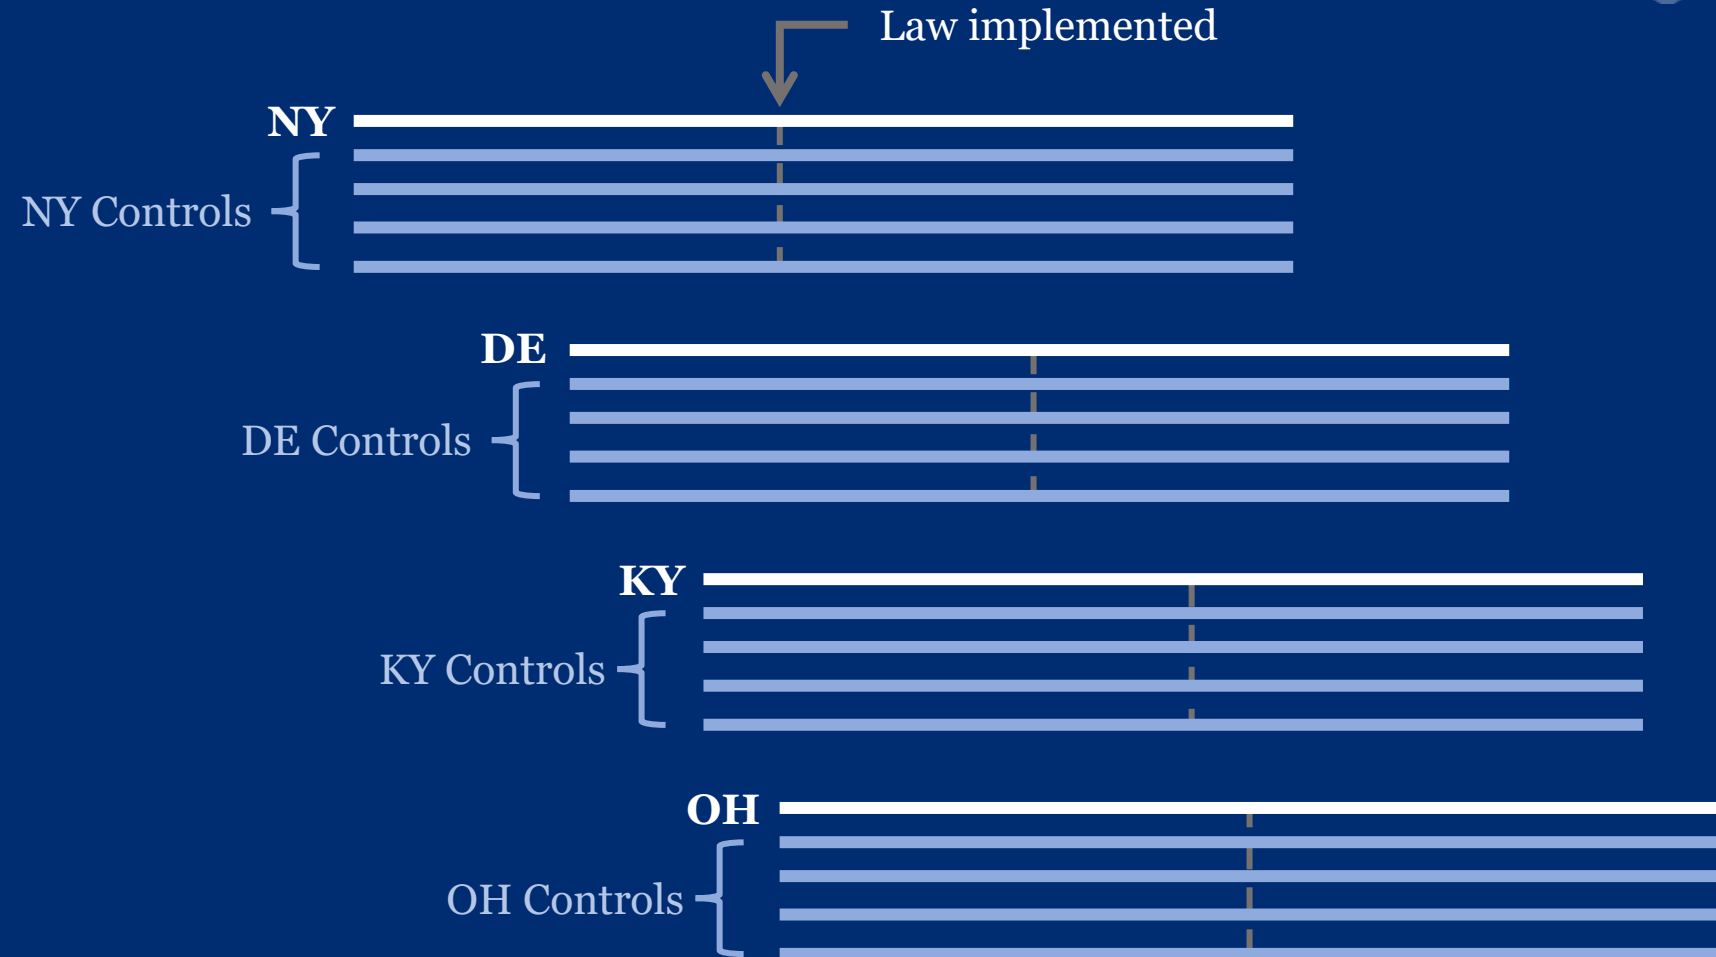 Law implemented
NY
NY Controls
DE
DE Controls
KY
KY Controls
OH
OH Controls